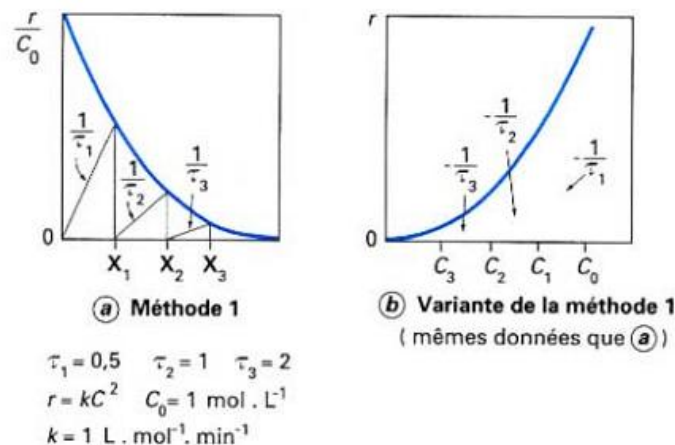 r/C₀
1/τ₁
1/τ₂
1/τ₃
0
X₁ X₂ X₃
ⓐ Méthode 1
r
-1/τ₃
-1/τ₂
-1/τ₁
0
C₃ C₂ C₁ C₀
ⓑ Variante de la méthode 1
( mêmes données que ⓐ )
τ₁ = 0,5 τ₂ = 1 τ₃ = 2
r = kC² C₀ = 1 mol . L⁻¹
k = 1 L . mol⁻¹. min⁻¹